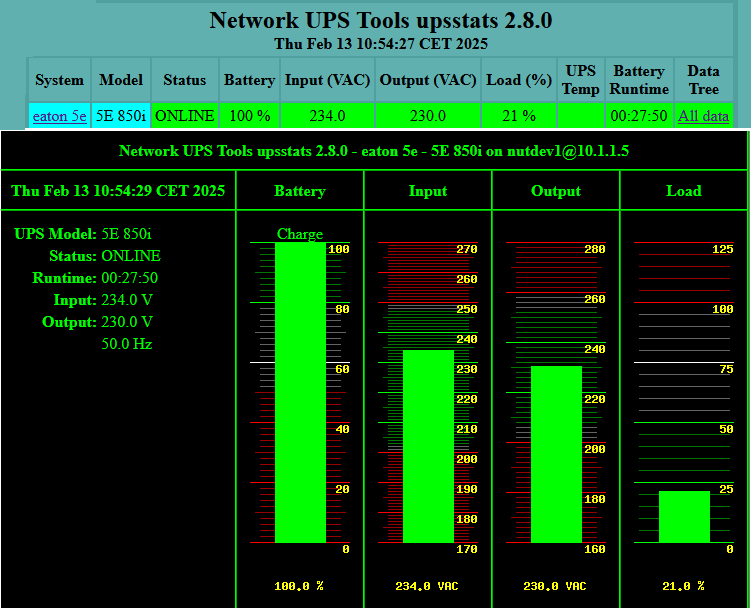 Network UPS Tools upsstats 2.8.0
Thu Feb 13 10:54:27 CET 2025
System Model Status Battery Input (VAC) Output (VAC) Load (%) UPS Temp Battery Runtime Data Tree
eaton 5e 5E 850i ONLINE 100 % 234.0 230.0 21 % 00:27:50 All data
Network UPS Tools upsstats 2.8.0 - eaton 5e - 5E 850i on nutdev1@10.1.1.5
Thu Feb 13 10:54:29 CET 2025 Battery Input Output Load
UPS Model: 5E 850i
Status: ONLINE
Runtime: 00:27:50
Input: 234.0 V
Output: 230.0 V
50.0 Hz
Charge
100
80
60
40
20
0
100.0 %
270
260
250
240
230
220
210
200
190
180
170
234.0 VAC
280
260
240
220
200
180
160
230.0 VAC
125
100
75
50
25
0
21.0 %